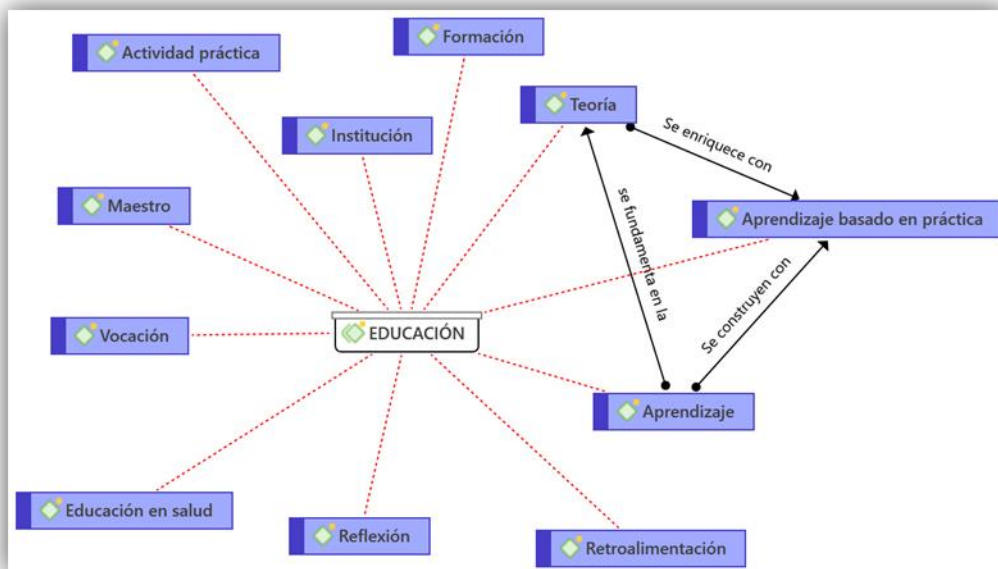 Formación
Actividad práctica
Teoría
Institución
Se enriquece con
Maestro
se fundamenta en la
Aprendizaje basado en práctica
Se construyen con
Vocación
EDUCACIÓN
Aprendizaje
Educación en salud
Reflexión
Retroalimentación